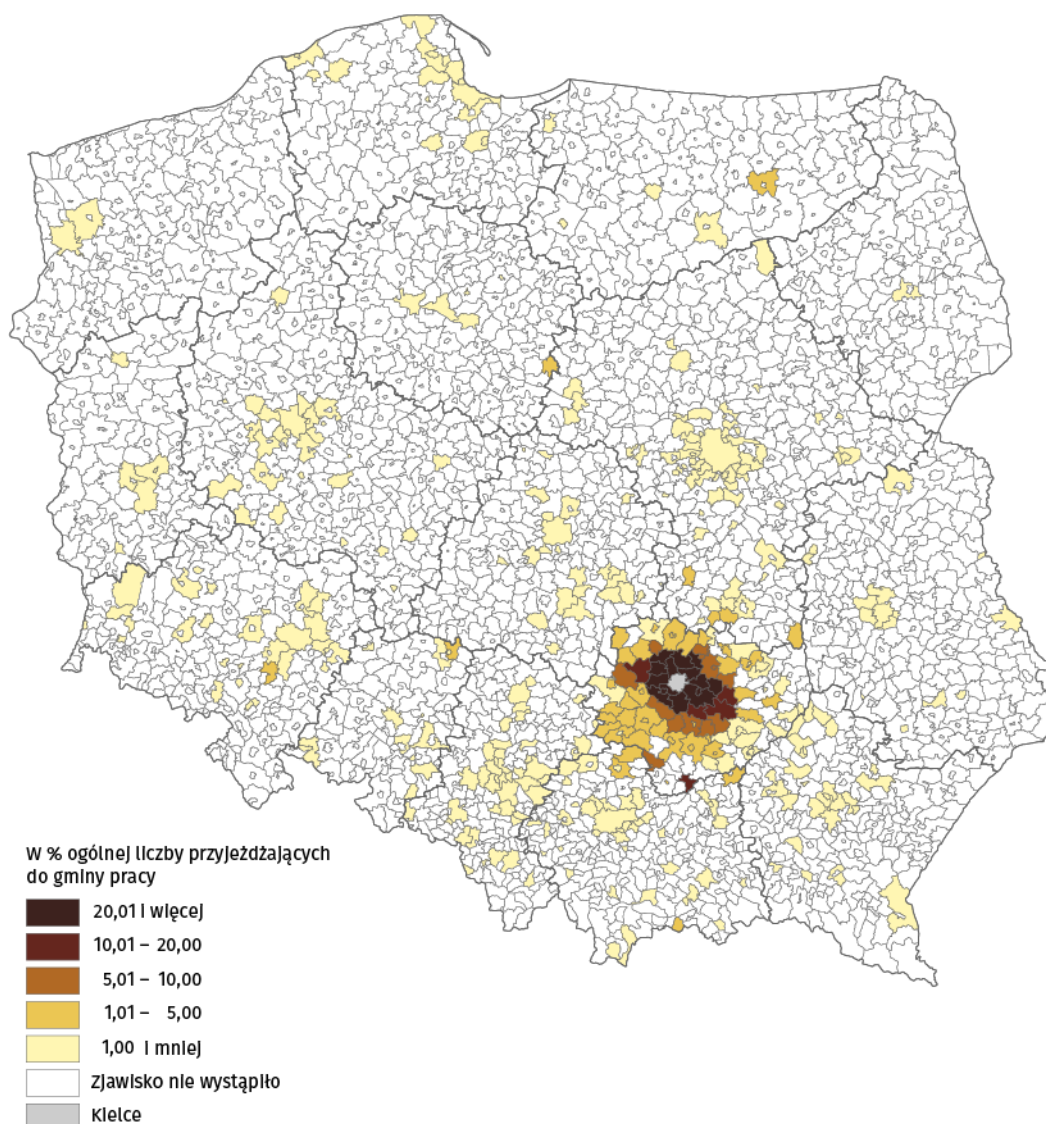 W % ogólnej liczby przyjeżdżających
do gminy pracy
20,01 i więcej
10,01 – 20,00
5,01 – 10,00
1,01 – 5,00
1,00 i mniej
Zjawisko nie wystąpiło
Kielce